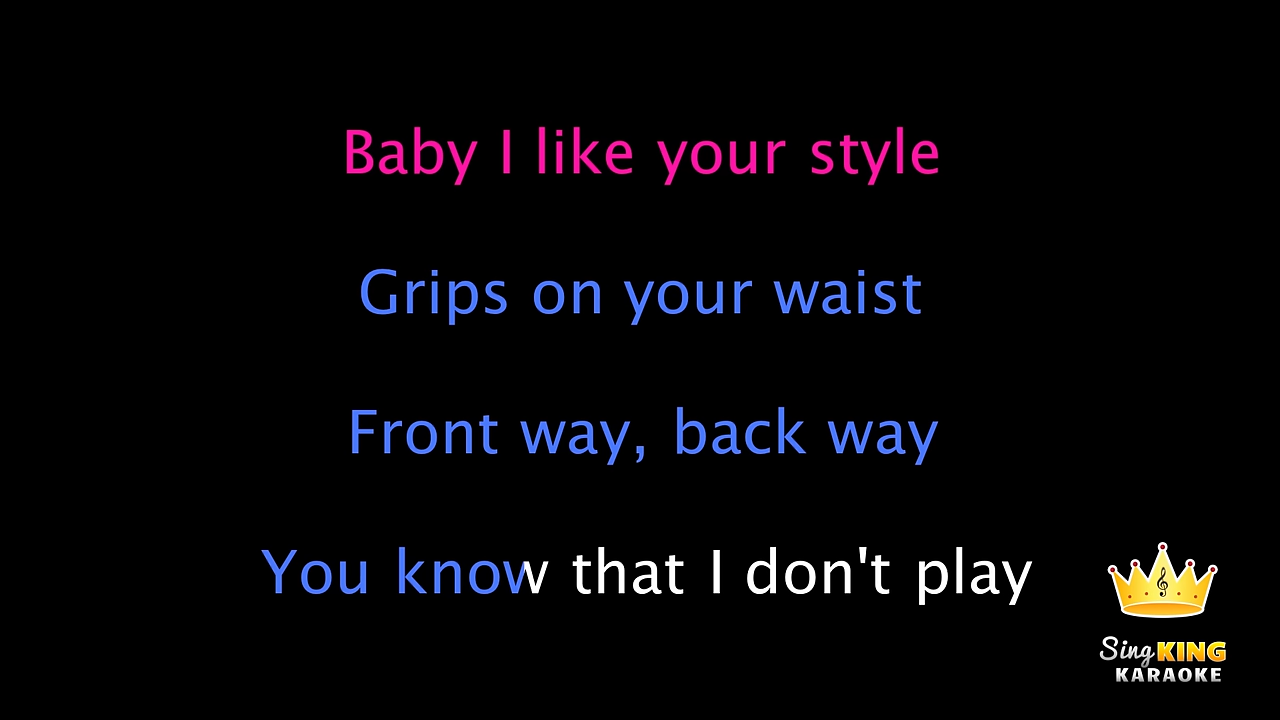 Baby I like your style
Grips on your waist
Front way, back way
You know that I don't play
Sing KING
KARAOKE